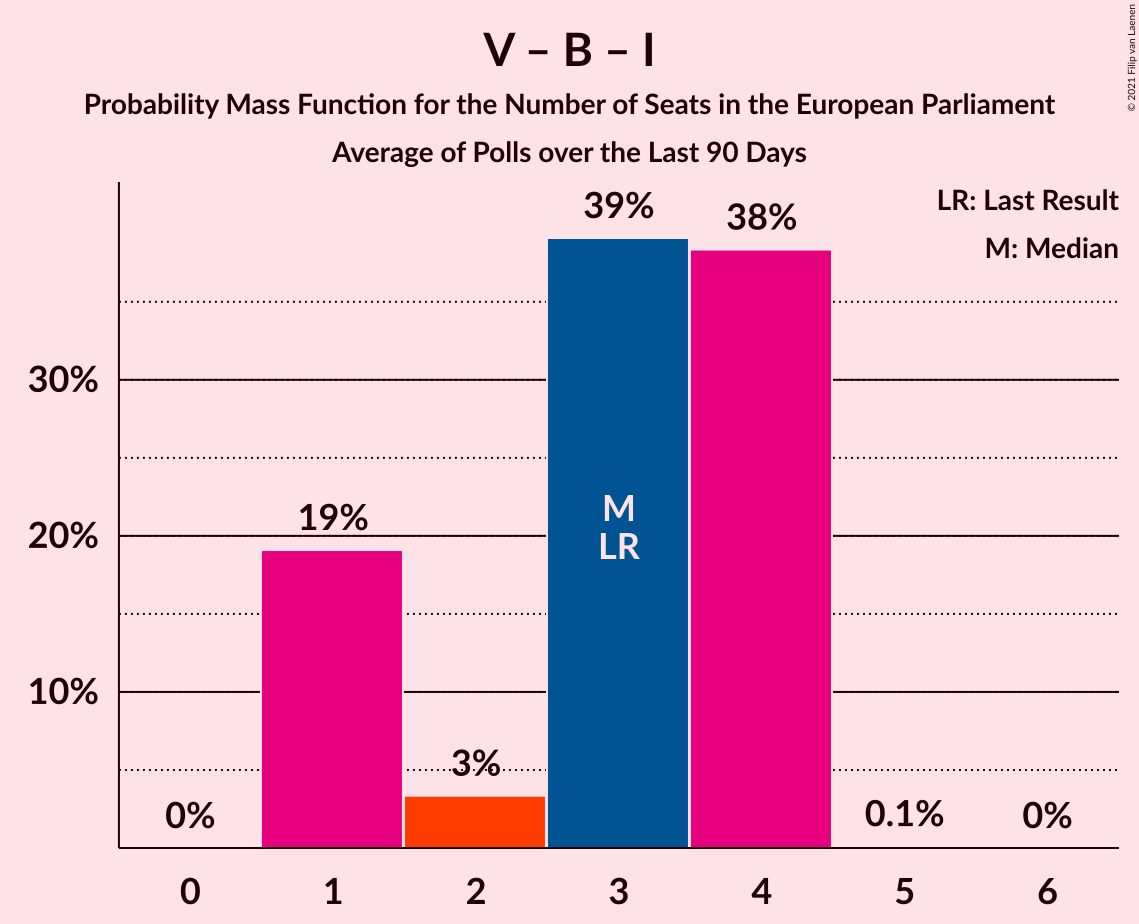 V – B – I
Probability Mass Function for the Number of Seats in the European Parliament
Average of Polls over the Last 90 Days
© 2021 Filip van Laenen
LR: Last Result
M: Median
39%
38%
30%
20%
10%
19%
M
LR
3%
0%
0.1%
0%
0 1 2 3 4 5 6